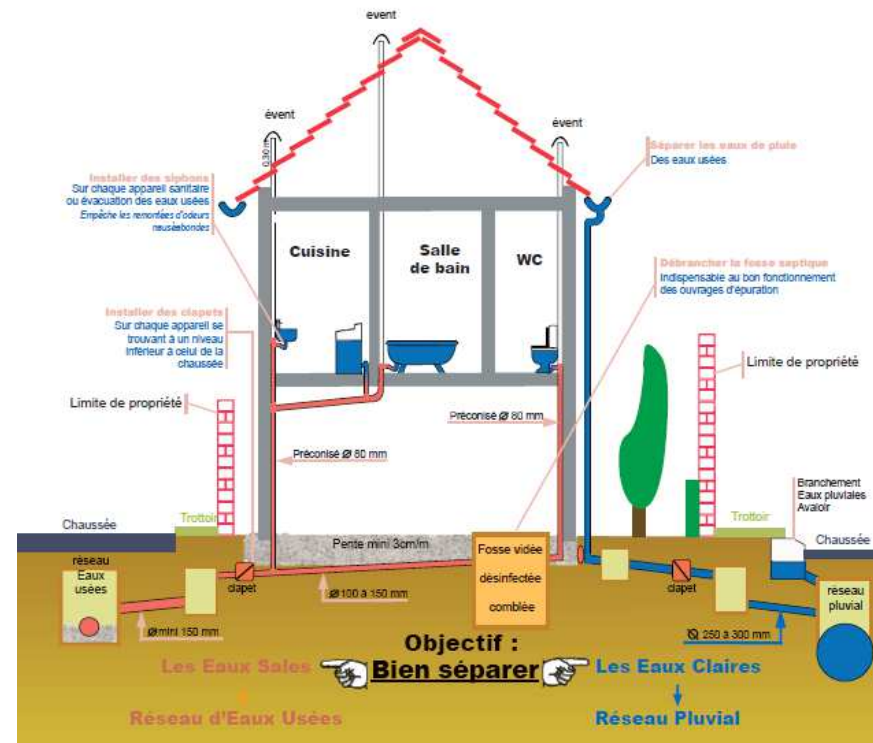 évent
évent
0,30 m
évent
Séparer les eaux de pluie
Des eaux usées
Installer des siphons
Sur chaque appareil sanitaire
ou évacuation des eaux usées
Empêche les remontées d'odeurs
nauséabondes
Cuisine
Salle
de bain
WC
Débrancher la fosse septique
Indispensable au bon fonctionnement
des ouvrages d'épuration
Installer des clapets
Sur chaque appareil se
trouvant à un niveau
inférieur à celui de la
chaussée
Limite de propriété
Limite de propriété
Préconisé Ø 80 mm
Préconisé Ø 80 mm
Branchement
Eaux pluviales
Avaloir
Chaussée
Trottoir
Trottoir
Chaussée
Pente mini 3cm/m
Fosse vidée
désinfectée
comblée
réseau
Eaux
usées
clapet
clapet
réseau
pluvial
Ø 100 à 150 mm
Ø mini 150 mm
Ø 250 à 300 mm
Objectif :
Bien séparer
Les Eaux Sales
Les Eaux Claires
Réseau d'Eaux Usées
Réseau Pluvial